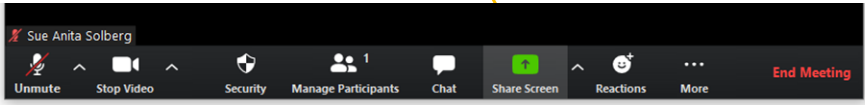 Sue Anita Solberg
1
Unmute Stop Video Security Manage Participants Chat Share Screen Reactions More End Meeting